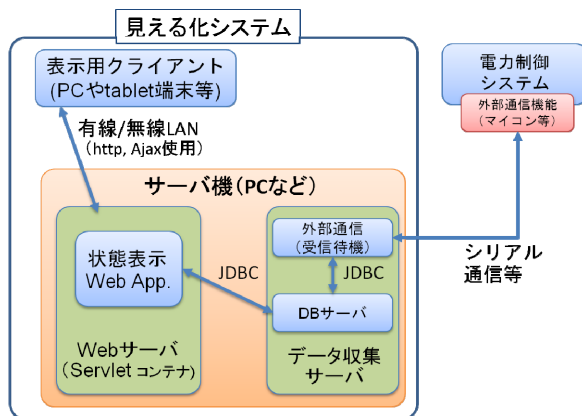 見える化システム
表示用クライアント
(PCやtablet端末等)
電力制御
システム
外部通信機能
(マイコン等)
有線/無線LAN
(http, Ajax使用)
サーバ機(PCなど)
外部通信
(受信待機)
状態表示
Web App.
JDBC
JDBC
シリアル
通信等
DBサーバ
Webサーバ
(Servlet コンテナ)
データ収集
サーバ